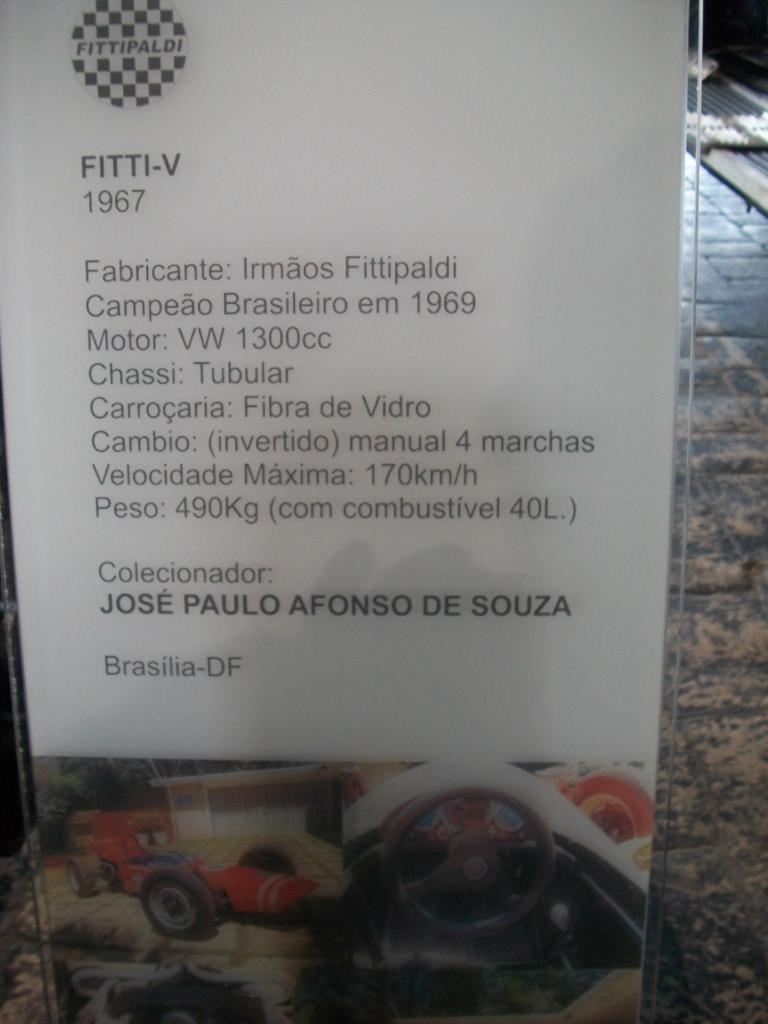 FITTIPALDI
FITTI-V
1967
Fabricante: Irmãos Fittipaldi
Campeão Brasileiro em 1969
Motor: VW 1300cc
Chassi: Tubular
Carroçaria: Fibra de Vidro
Cambio: (invertido) manual 4 marchas
Velocidade Máxima: 170km/h
Peso: 490Kg (com combustível 40L.)
Colecionador:
JOSÉ PAULO AFONSO DE SOUZA
Brasília-DF